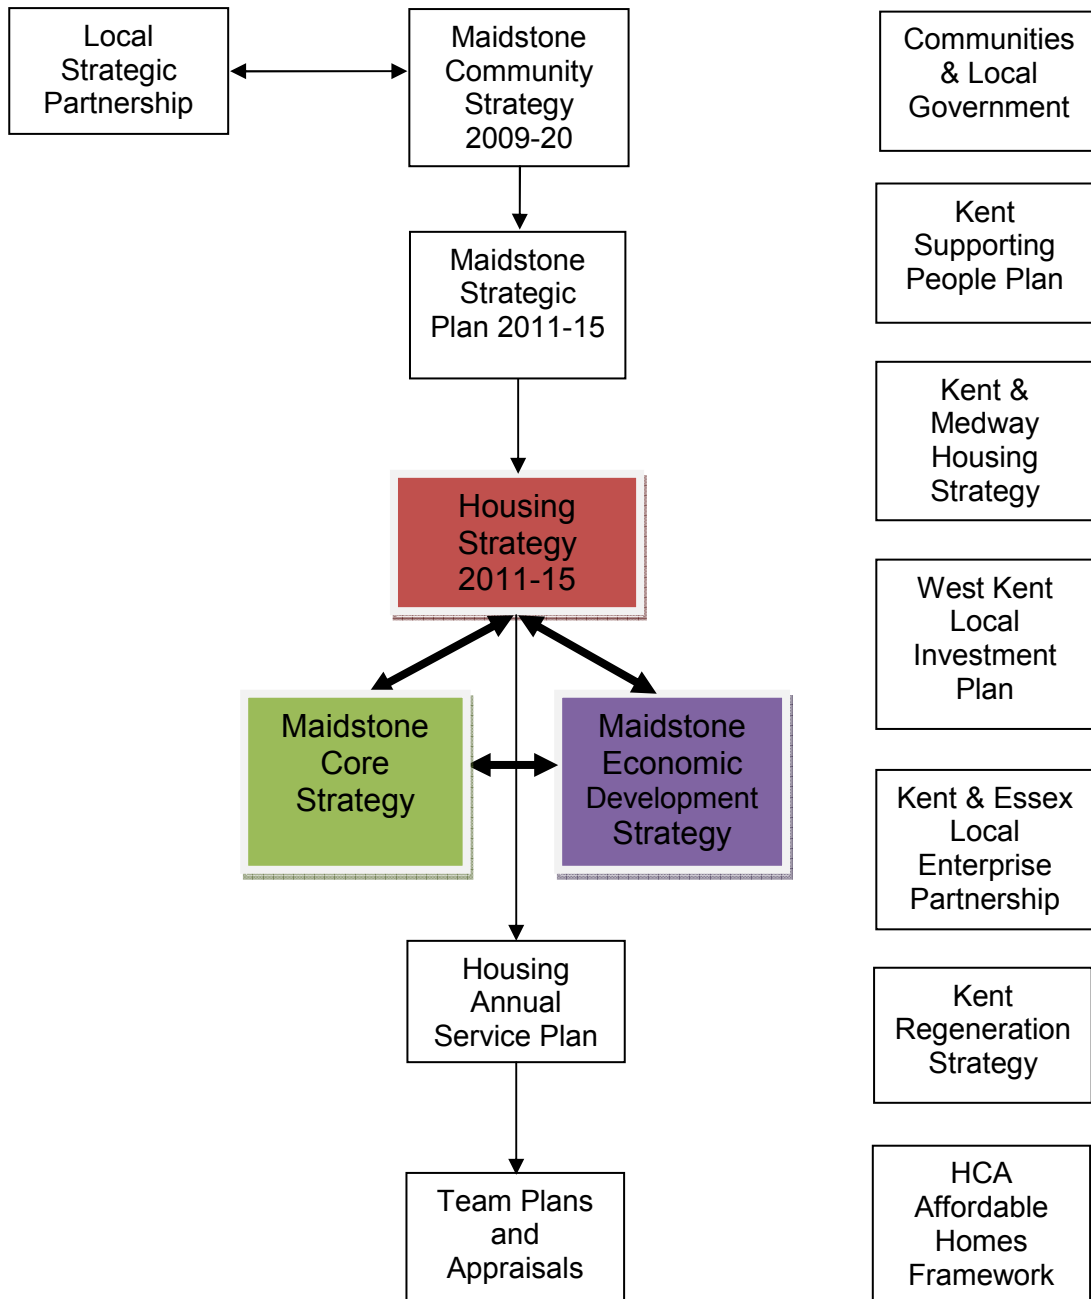 Local
Strategic
Partnership
Maidstone
Community
Strategy
2009-20
Maidstone
Strategic
Plan 2011-15
Housing
Strategy
2011-15
Maidstone
Core
Strategy
Maidstone
Economic
Development
Strategy
Housing
Annual
Service Plan
Team Plans
and
Appraisals
Communities
& Local
Government
Kent
Supporting
People Plan
Kent &
Medway
Housing
Strategy
West Kent
Local
Investment
Plan
Kent & Essex
Local
Enterprise
Partnership
Kent
Regeneration
Strategy
HCA
Affordable
Homes
Framework